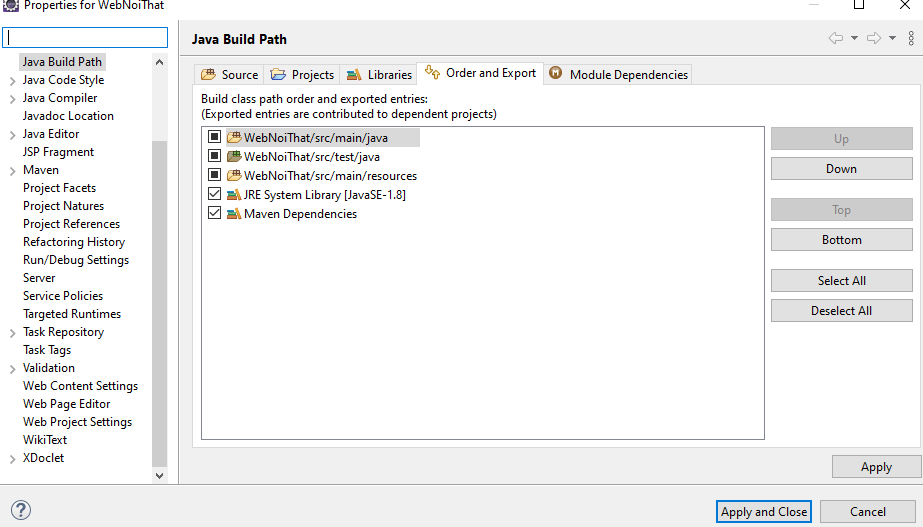 Properties for WebNoiThat
Java Build Path
Java Code Style
Java Compiler
Javadoc Location
Java Editor
JSP Fragment
Maven
Project Facets
Project Natures
Project References
Refactoring History
Run/Debug Settings
Server
Service Policies
Targeted Runtimes
Task Repository
Task Tags
Validation
Web Content Settings
Web Page Editor
Web Project Settings
WikiText
XDoclet
Java Build Path
Source
Projects
Libraries
Order and Export
Module Dependencies
Build class path order and exported entries:
(Exported entries are contributed to dependent projects)
WebNoiThat/src/main/java
WebNoiThat/src/test/java
WebNoiThat/src/main/resources
JRE System Library [JavaSE-1.8]
Maven Dependencies
Up
Down
Top
Bottom
Select All
Deselect All
Apply
Apply and Close
Cancel